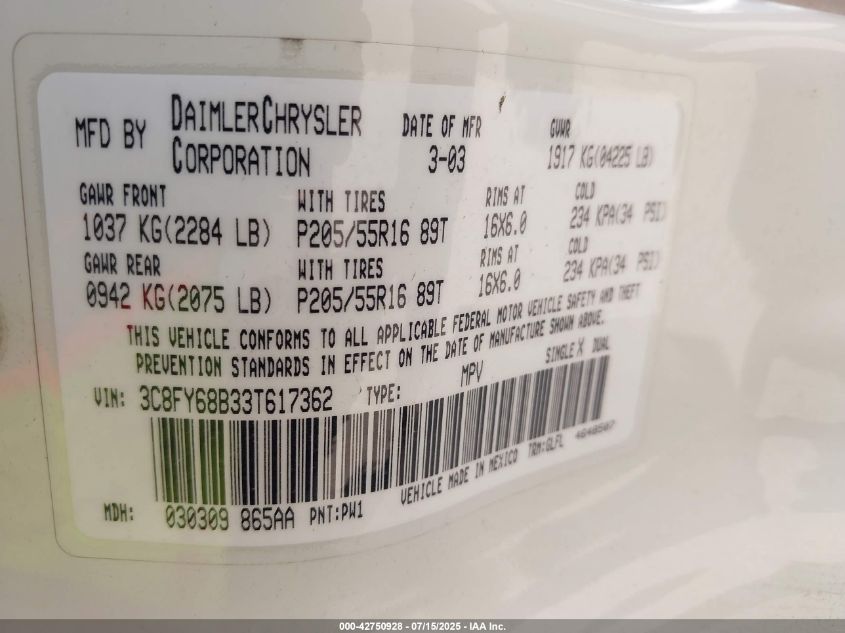 MFD BY DAIMLERCHRYSLER CORPORATION
DATE OF MFR 3-03
GVWR 1917 KG(04225 LB)
GAWR FRONT WITH TIRES RIMS AT COLD
1037 KG(2284 LB) P205/55R16 89T 16X6.0 234 KPA(34 PSI)
GAWR REAR WITH TIRES RIMS AT COLD
0942 KG(2075 LB) P205/55R16 89T 16X6.0 234 KPA(34 PSI)
THIS VEHICLE CONFORMS TO ALL APPLICABLE FEDERAL MOTOR VEHICLE SAFETY AND THEFT
PREVENTION STANDARDS IN EFFECT ON THE DATE OF MANUFACTURE SHOWN ABOVE.
VIN: 3C8FY68B33T617362 TYPE: MPV SINGLE X DUAL
VEHICLE MADE IN MEXICO TRM:GLFL 4648507
MDH: 030309 865AA PNT:PW1
000-42750928 - 07/15/2025 - IAA Inc.